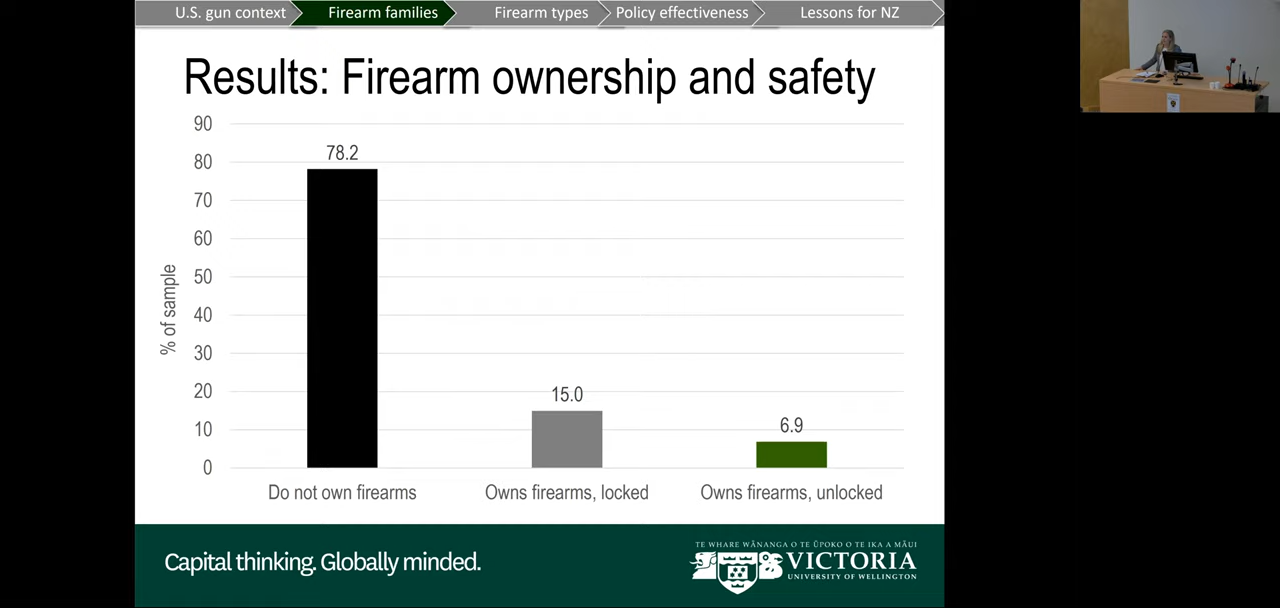 U.S. gun context
Firearm families
Firearm types
Policy effectiveness
Lessons for NZ
Results: Firearm ownership and safety
% of sample
90
80
70
60
50
40
30
20
10
0
78.2
15.0
6.9
Do not own firearms
Owns firearms, locked
Owns firearms, unlocked
Capital thinking. Globally minded.
TE WHARE WĀNANGA O TE ŪPOKO O TE IKA A MĀUI
VICTORIA
UNIVERSITY OF WELLINGTON